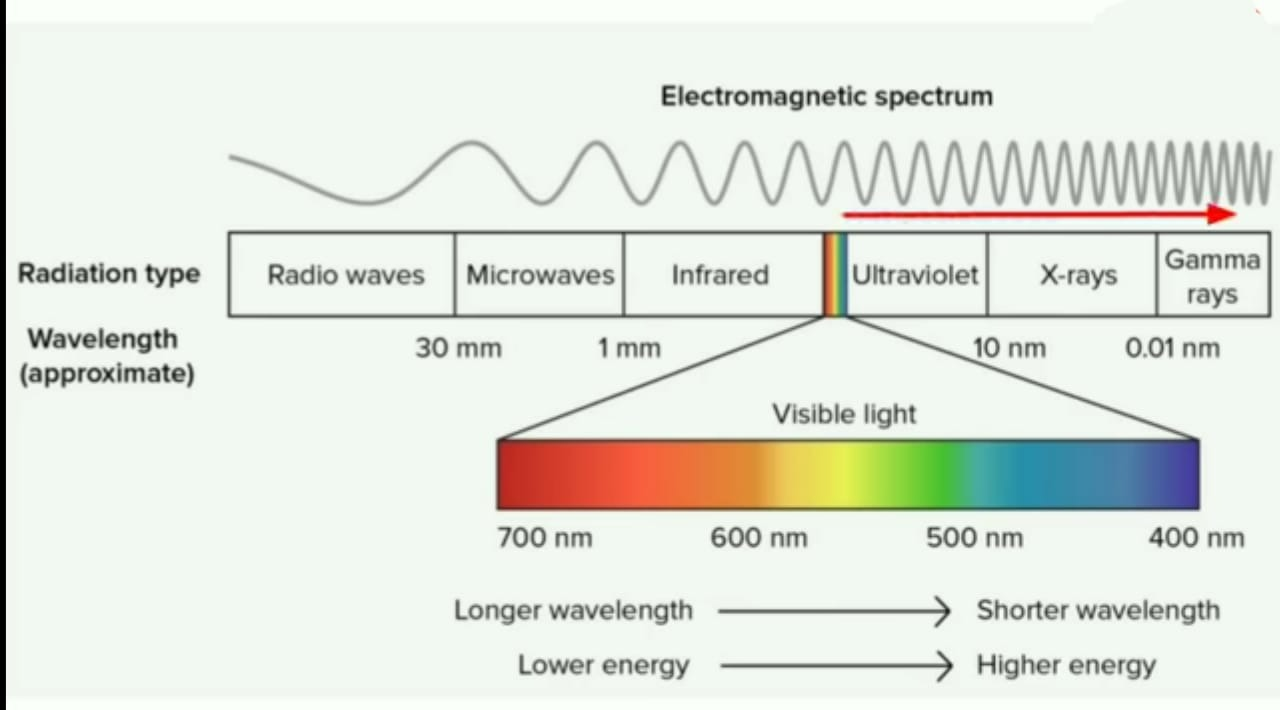 Electromagnetic spectrum
Radiation type
Radio waves
Microwaves
Infrared
Ultraviolet
X-rays
Gamma
rays
Wavelength
(approximate)
30 mm
1 mm
10 nm
0.01 nm
Visible light
700 nm
600 nm
500 nm
400 nm
Longer wavelength
Shorter wavelength
Lower energy
Higher energy